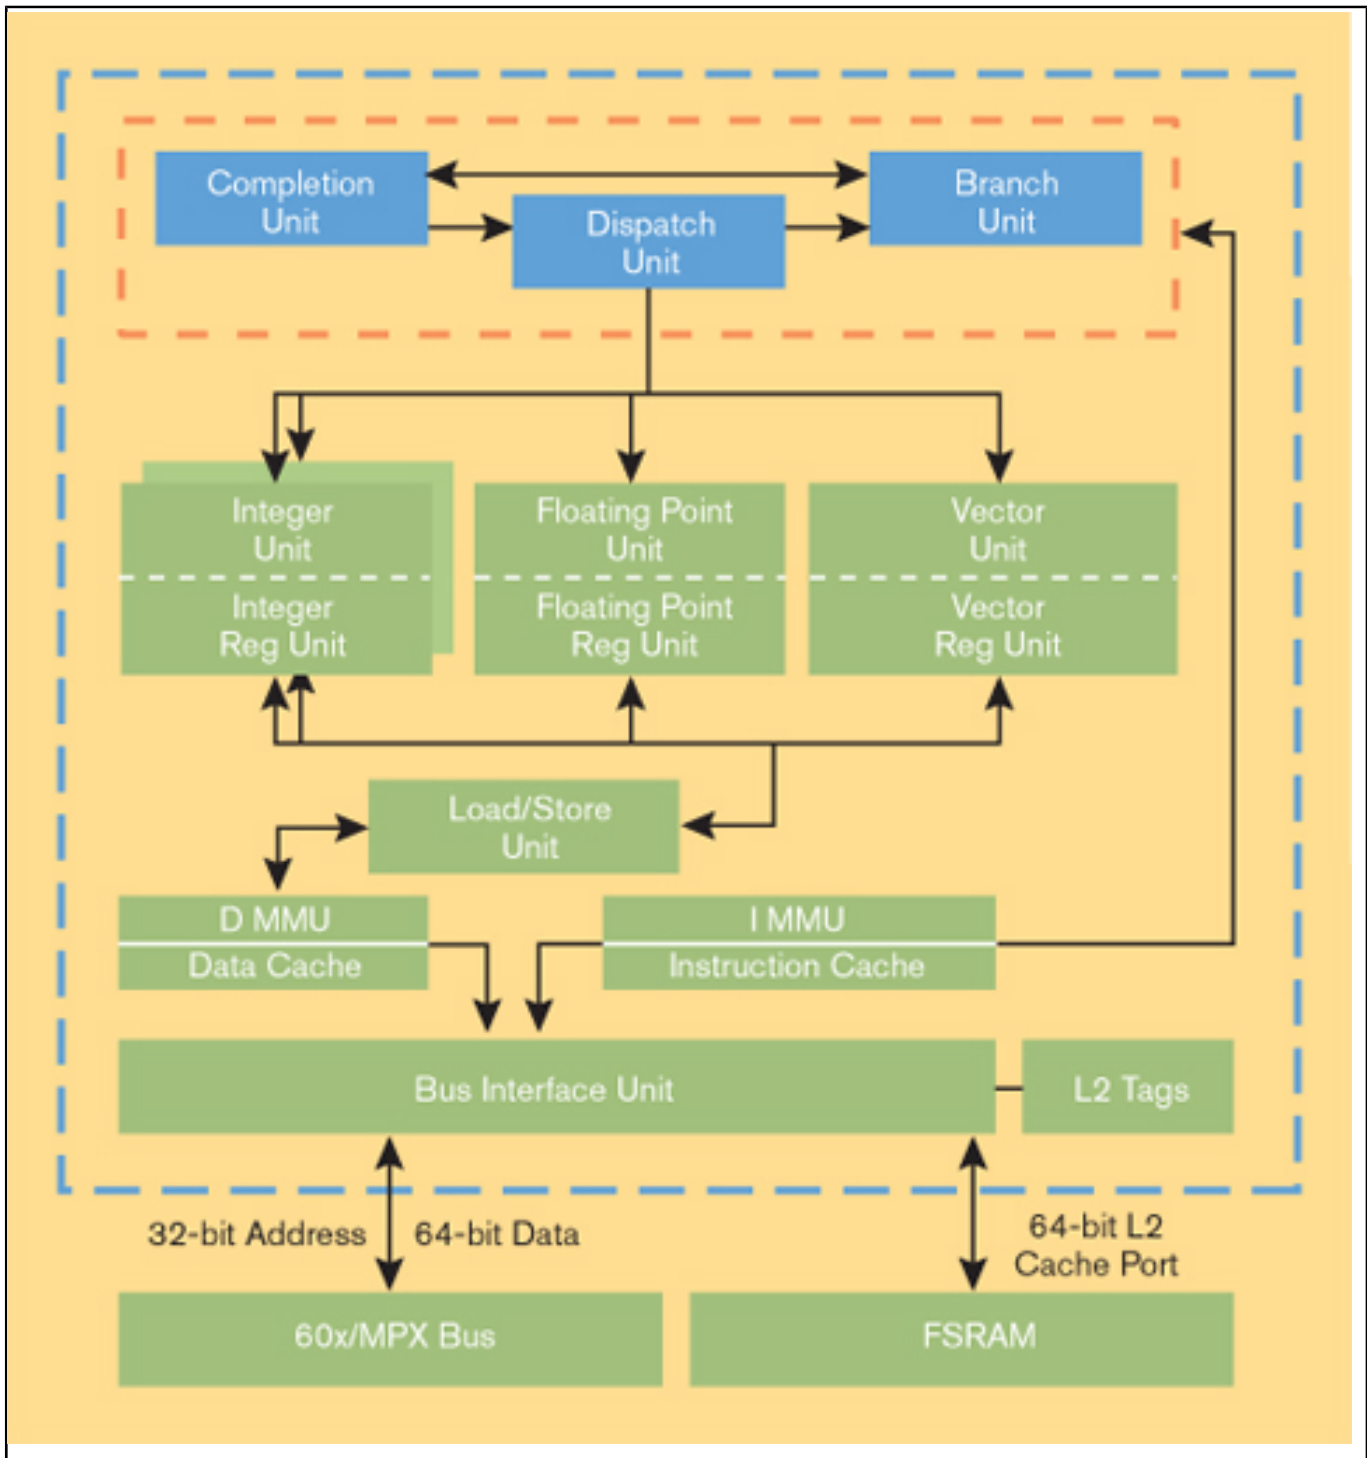 Completion
Unit
Branch
Unit
Dispatch
Unit
Integer
Unit
Integer
Reg Unit
Floating Point
Unit
Floating Point
Reg Unit
Vector
Unit
Vector
Reg Unit
Load/Store
Unit
D MMU
Data Cache
I MMU
Instruction Cache
Bus Interface Unit
L2 Tags
32-bit Address
64-bit Data
64-bit L2
Cache Port
60x/MPX Bus
FSRAM